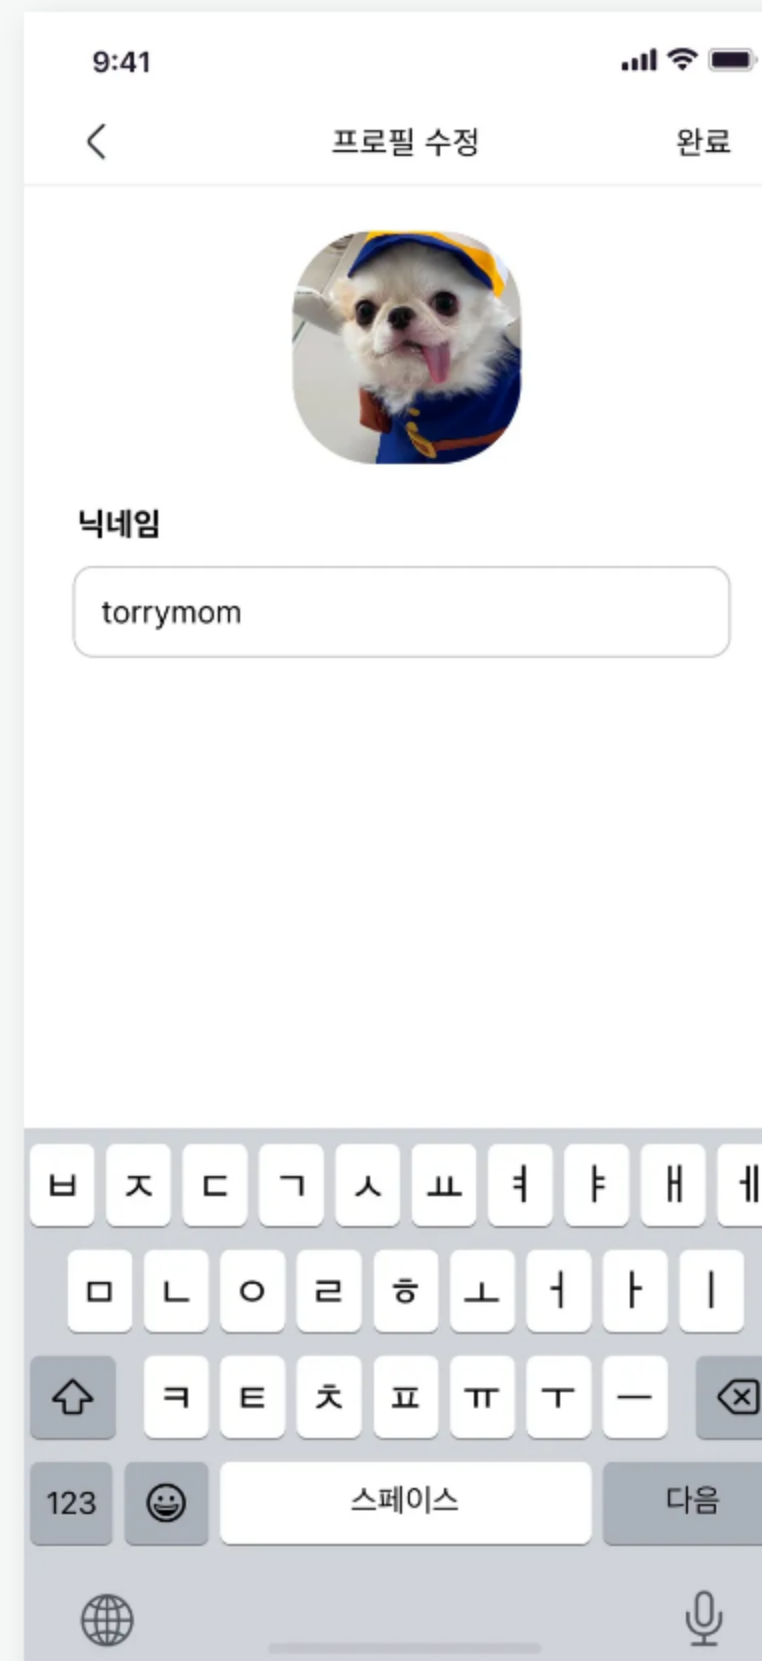 9:41
프로필 수정 완료
닉네임
torrymom
ㅂ ㅈ ㄷ ㄱ ㅅ ㅛ ㅕ ㅑ ㅐ ㅔ
ㅁ ㄴ ㅇ ㄹ ㅎ ㅗ ㅓ ㅏ ㅣ
ㅋ ㅌ ㅊ ㅍ ㅠ ㅜ ㅡ
123 스페이스 다음